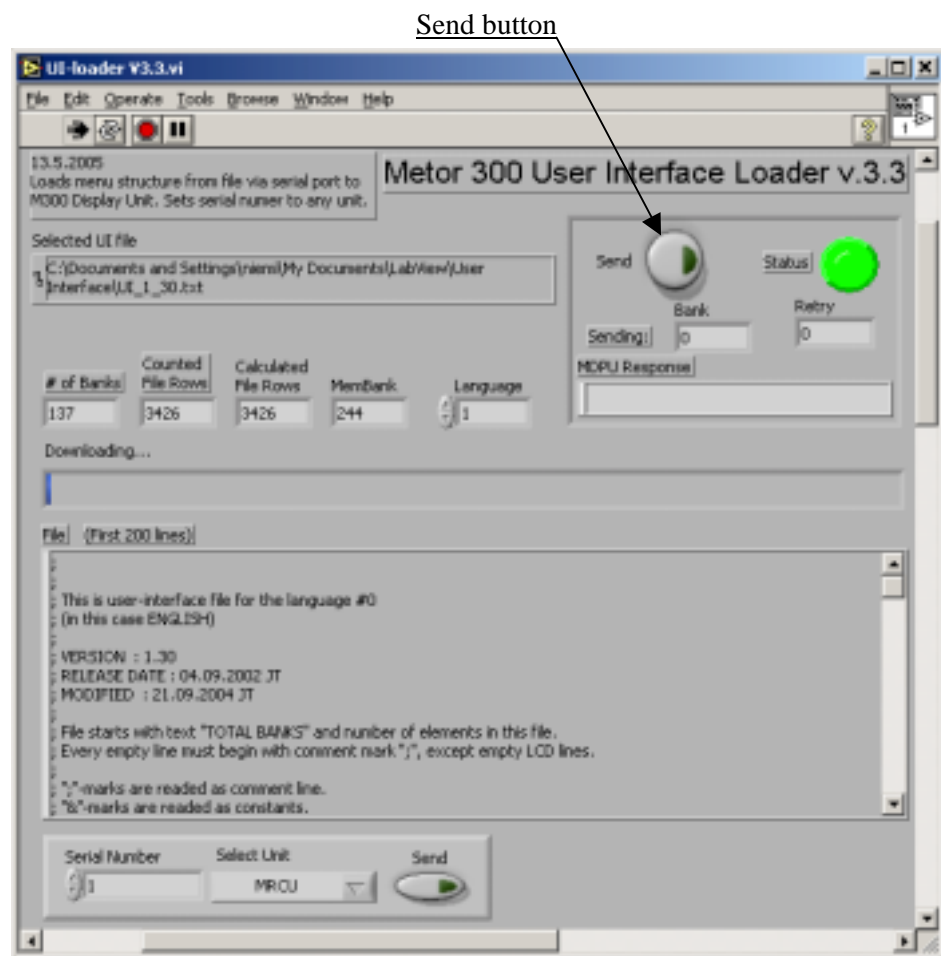 Send button
UI-loader V3.3.vi
File Edit Operate Tools Browse Window Help
1
13.5.2005
Loads menu structure from file via serial port to
M300 Display Unit. Sets serial numer to any unit.
Metor 300 User Interface Loader v.3.3
Selected UI file
C:\Documents and Settings\niemil\My Documents\LabView\User
Interface\UI_1_30.txt
Send
Status
Bank
Retry
Sending:
0
0
MDPU Response
# of Banks
Counted
File Rows
Calculated
File Rows
MemBank
Language
137
3426
3426
244
1
Downloading...
File (First 200 lines)
;
;
; This is user-interface file for the language #0
; (in this case ENGLISH)
;
; VERSION : 1.30
; RELEASE DATE : 04.09.2002 JT
; MODIFIED : 21.09.2004 JT
;
; File starts with text "TOTAL BANKS" and number of elements in this file.
; Every empty line must begin with comment mark ";", except empty LCD lines.
;
; ";"-marks are readed as comment line.
; "&"-marks are readed as constants.
Serial Number
Select Unit
Send
1
MRCU